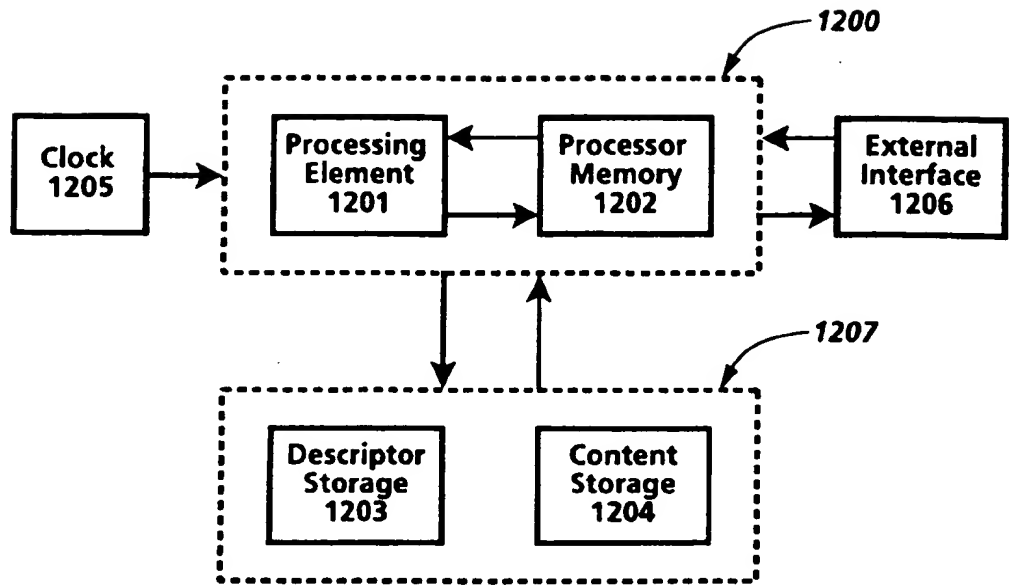 1200
Clock
1205
Processing
Element
1201
Processor
Memory
1202
External
Interface
1206
1207
Descriptor
Storage
1203
Content
Storage
1204